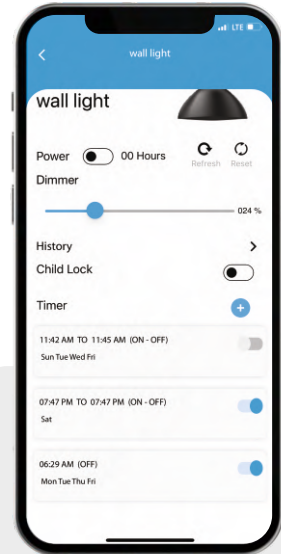 LTE
wall light
wall light
Power 00 Hours
Refresh Reset
Dimmer
024 %
History
Child Lock
Timer
11:42 AM TO 11:45 AM (ON - OFF)
Sun Tue Wed Fri
07:47 PM TO 07:47 PM (ON - OFF)
Sat
06:29 AM (OFF)
Mon Tue Thu Fri